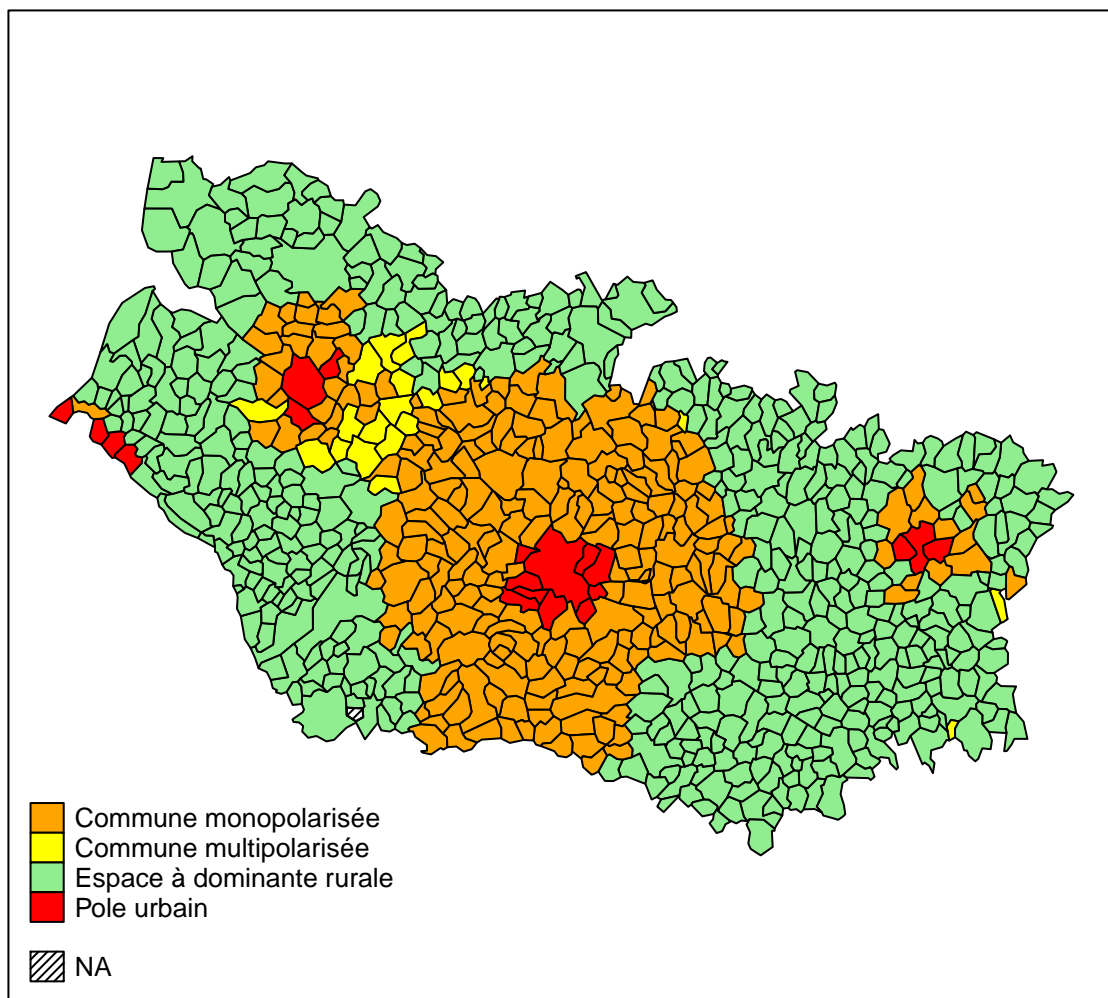 Commune monopolarisée
Commune multipolarisée
Espace à dominante rurale
Pole urbain
NA